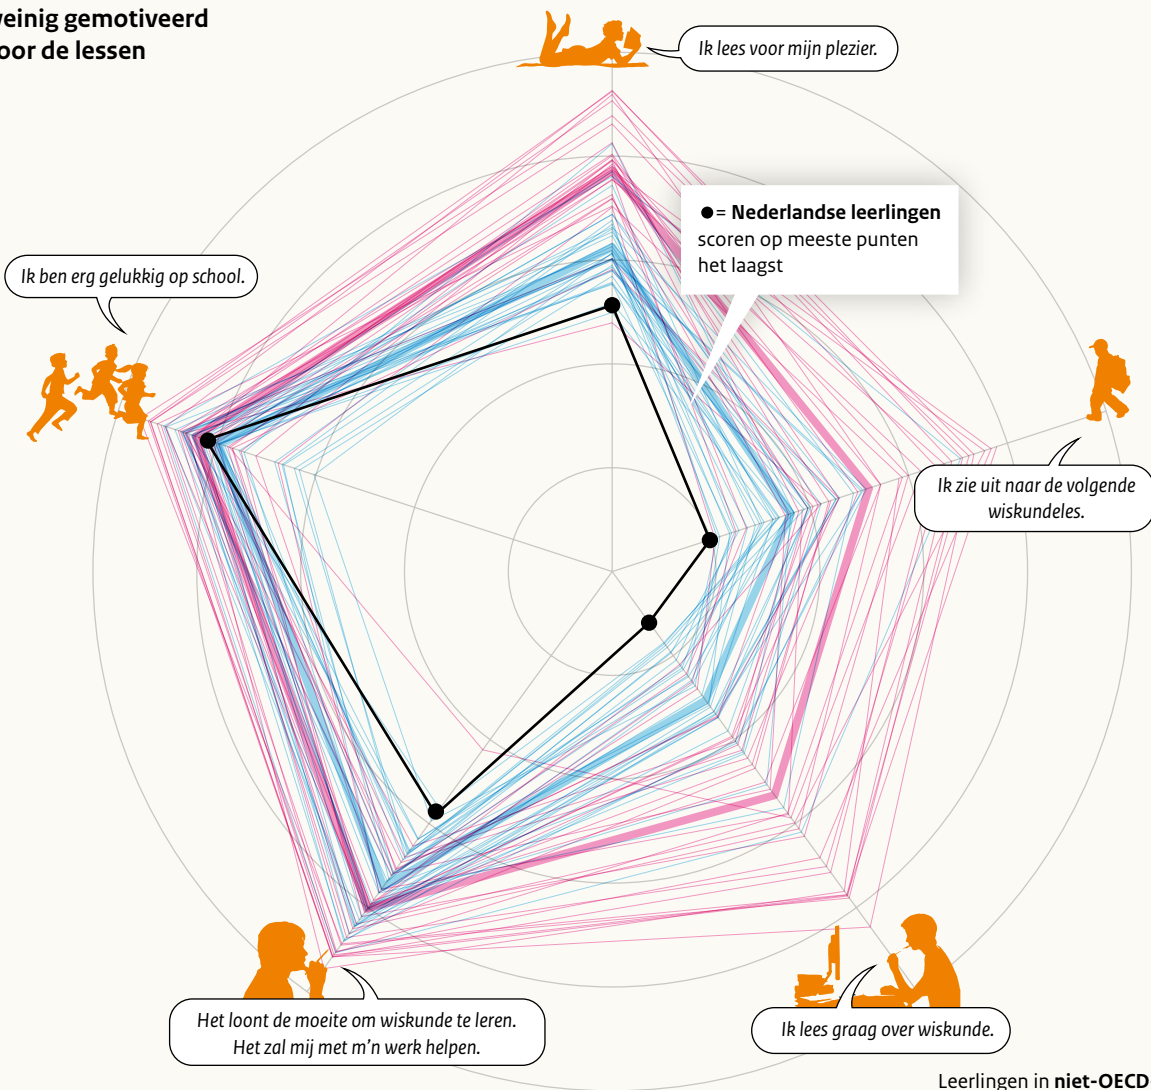 weinig gemotiveerd
voor de lessen
Ik lees voor mijn plezier.
●= Nederlandse leerlingen
scoren op meeste punten
het laagst
Ik ben erg gelukkig op school.
Ik zie uit naar de volgende
wiskundeles.
Het loont de moeite om wiskunde te leren.
Het zal mij met m'n werk helpen.
Ik lees graag over wiskunde.
Leerlingen in niet-OECD